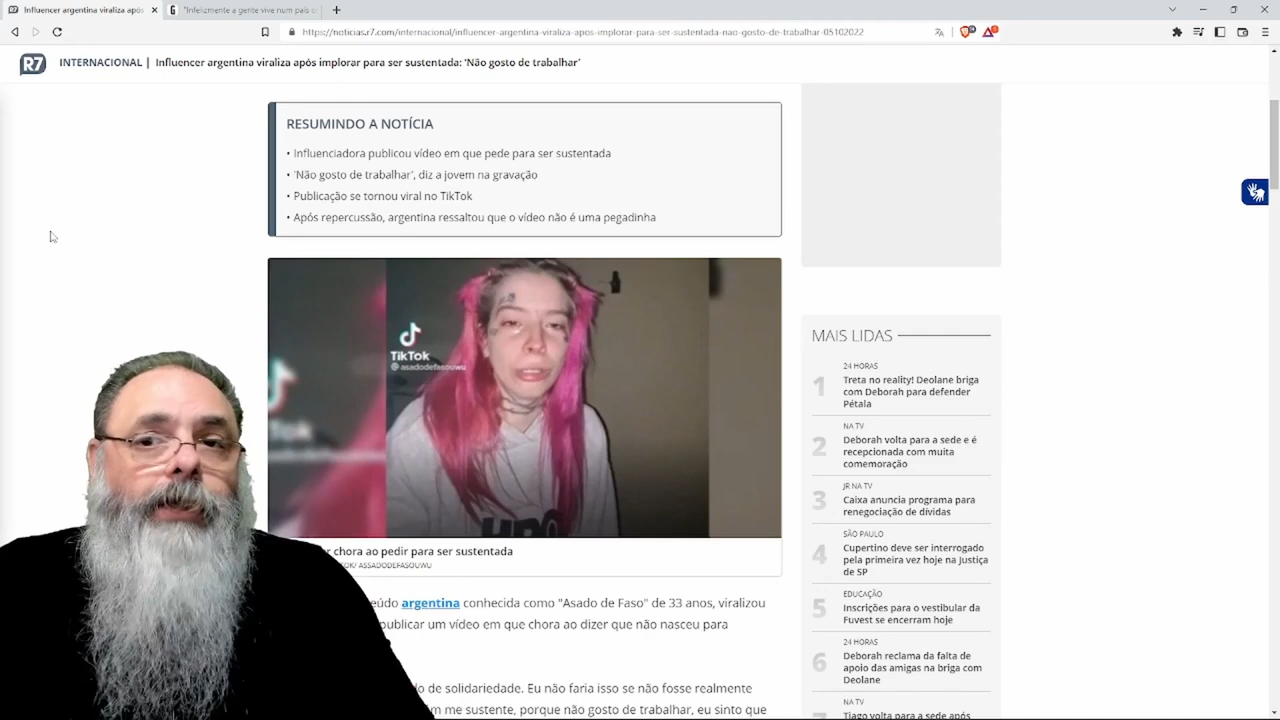 Influencer argentina viraliza após
"Infelizmente a gente vive num país o
https://noticias.r7.com/internacional/influencer-argentina-viraliza-apos-implorar-para-ser-sustentada-nao-gosto-de-trabalhar-05102022
R7
INTERNACIONAL | Influencer argentina viraliza após implorar para ser sustentada: 'Não gosto de trabalhar'
RESUMINDO A NOTÍCIA
• Influenciadora publicou vídeo em que pede para ser sustentada
• 'Não gosto de trabalhar', diz a jovem na gravação
• Publicação se tornou viral no TikTok
• Após repercussão, argentina ressaltou que o vídeo não é uma pegadinha
TikTok
@asadodefasouwu
chora ao pedir para ser sustentada
ASSADODEFASOUWU
argentina conhecida como "Asado de Faso" de 33 anos, viralizou
publicar um vídeo em que chora ao dizer que não nasceu para
de solidariedade. Eu não faria isso se não fosse realmente
me sustente, porque não gosto de trabalhar, eu sinto que
MAIS LIDAS
1
24 HORAS
Treta no reality! Deolane briga
com Deborah para defender
Pétala
2
NA TV
Deborah volta para a sede e é
recepcionada com muita
comemoração
3
JR NA TV
Caixa anuncia programa para
renegociação de dívidas
4
SÃO PAULO
Cupertino deve ser interrogado
pela primeira vez hoje na Justiça
de SP
5
EDUCAÇÃO
Inscrições para o vestibular da
Fuvest se encerram hoje
6
24 HORAS
Deborah reclama da falta de
apoio das amigas na briga com
Deolane
NA TV
Tiago volta para a sede após